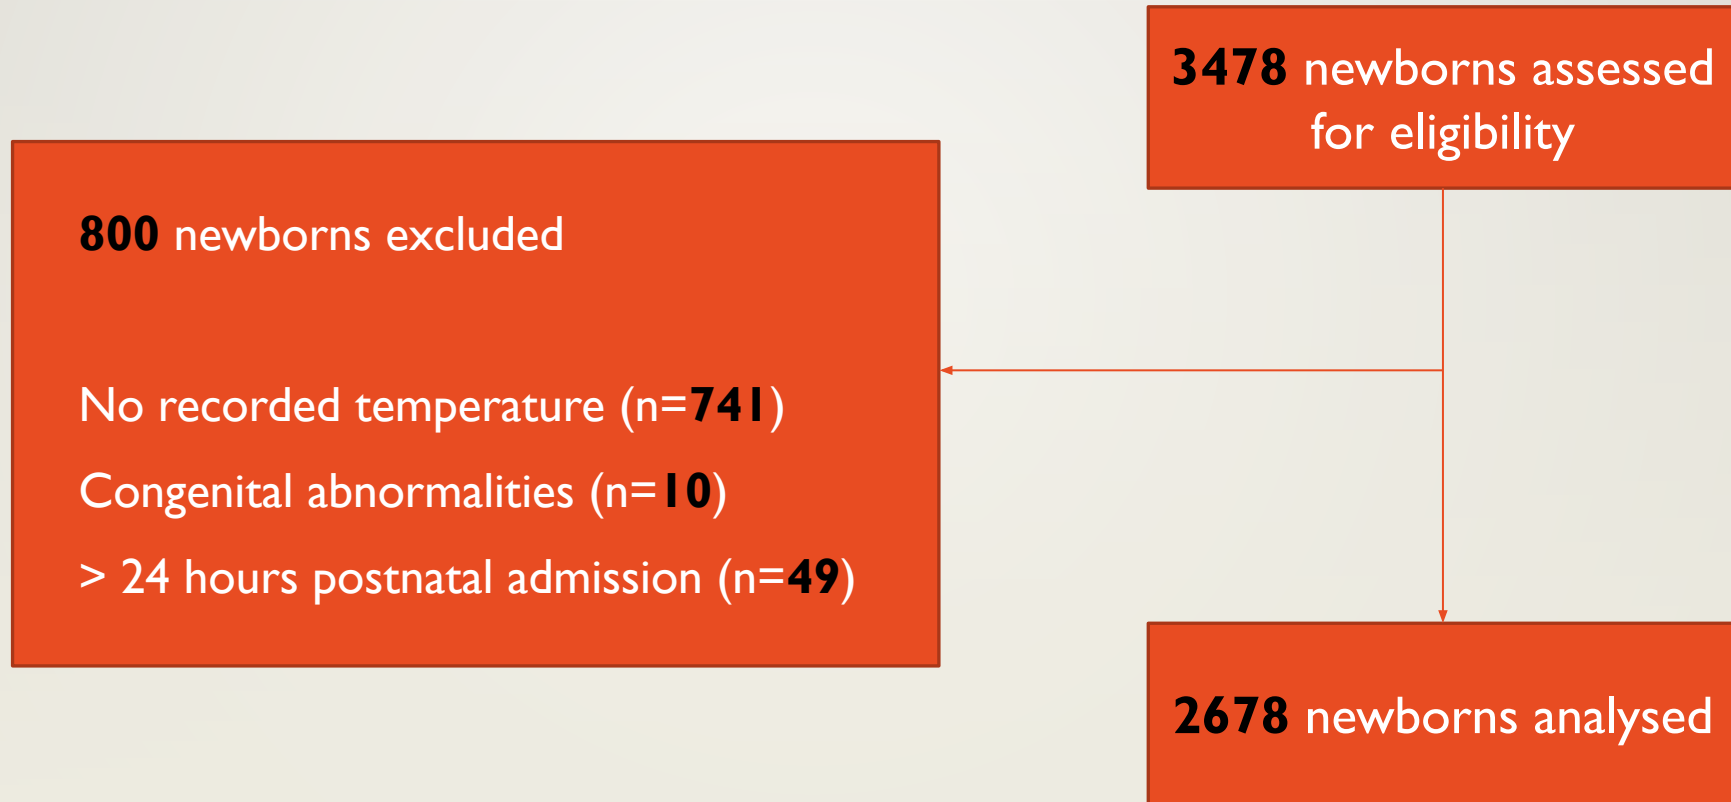 3478 newborns assessed
for eligibility
800 newborns excluded
No recorded temperature (n=741)
Congenital abnormalities (n=10)
> 24 hours postnatal admission (n=49)
2678 newborns analysed